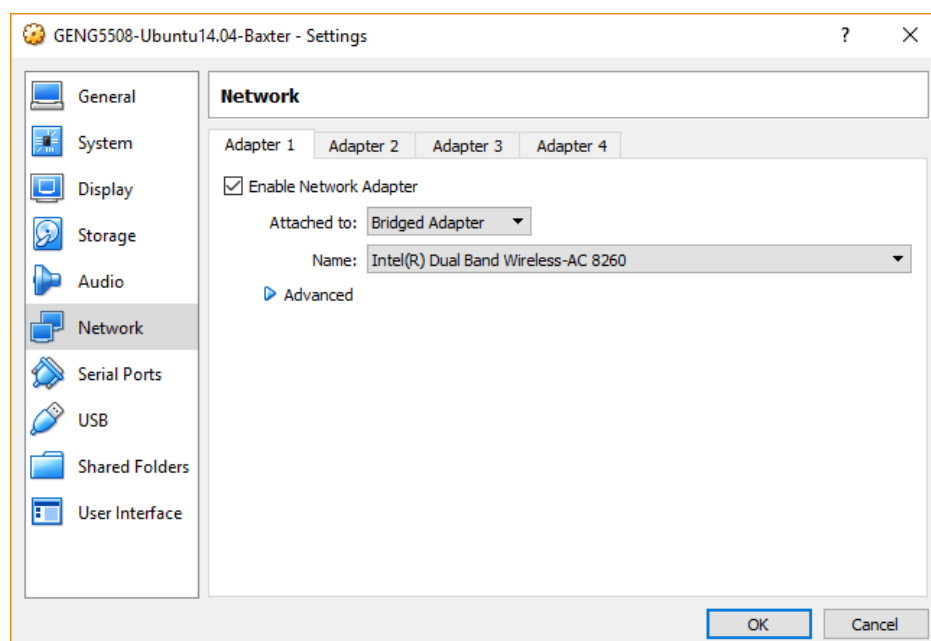 GENG5508-Ubuntu14.04-Baxter - Settings ?
General
System
Display
Storage
Audio
Network
Serial Ports
USB
Shared Folders
User Interface
Network
Adapter 1 Adapter 2 Adapter 3 Adapter 4
Enable Network Adapter
Attached to: Bridged Adapter
Name: Intel(R) Dual Band Wireless-AC 8260
Advanced
OK Cancel